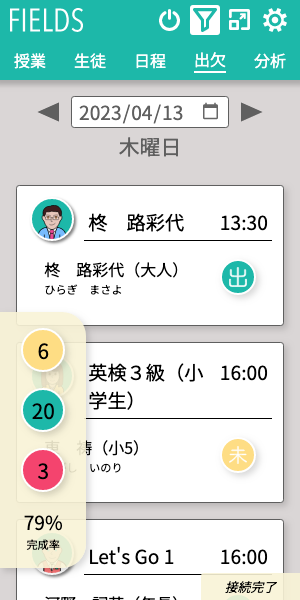 FIELDS
授業 生徒 日程 出欠 分析
2023/04/13
木曜日
柊　路彩代 13:30
柊　路彩代（大人）
ひらぎ　まさよ
出
英検３級（小学生） 16:00
祷（小5）
いのり
未
6
20
3
79%
完成率
Let's Go 1 16:00
接続完了